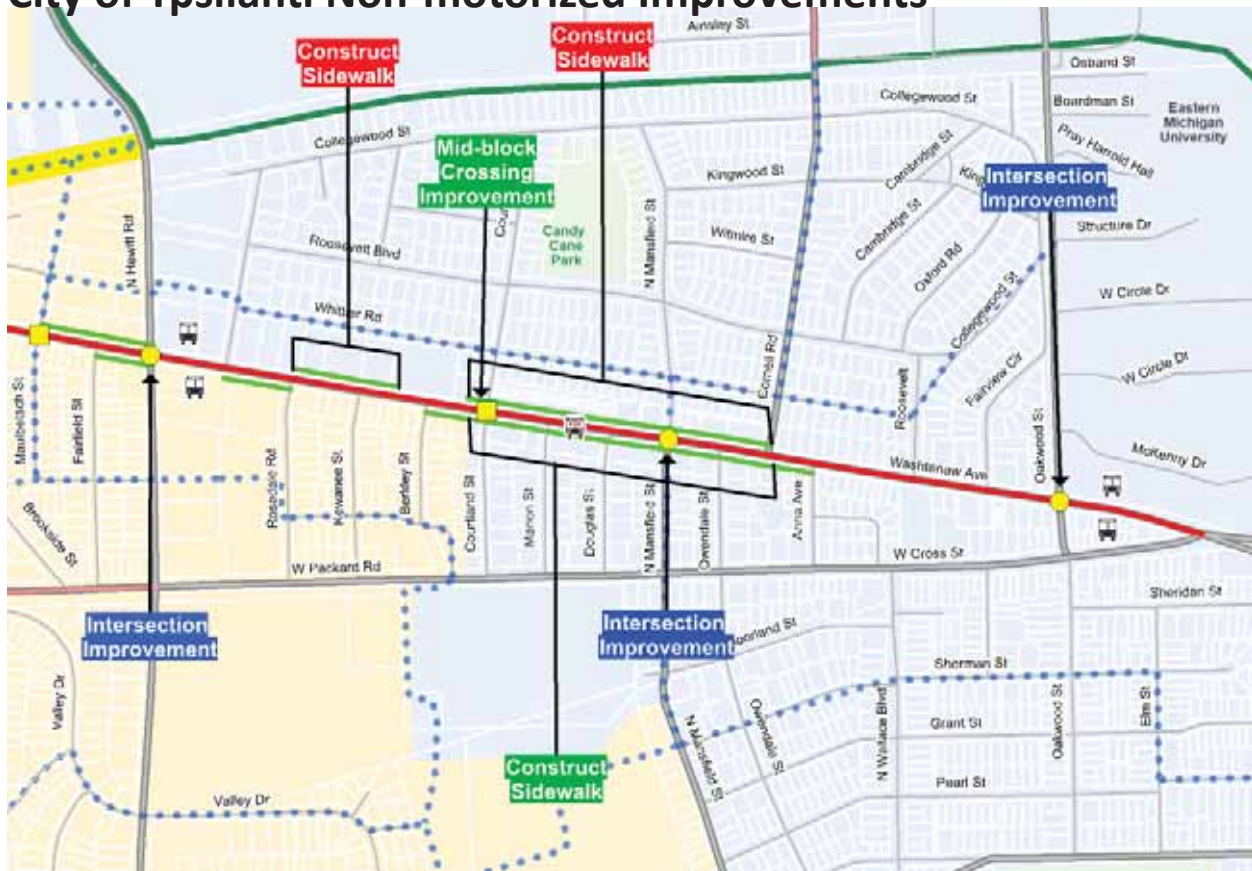 City of Ypsilanti Non-motorized Improvements
Ainsley St
Construct
Sidewalk
Construct
Sidewalk
Osband St
Collegewood St
Boardman St
Eastern
Michigan
University
Collegewood St
Pray Harrold Hall
Mid-block
Crossing
Improvement
Cambridge St
Kingwood St
King
Intersection
Improvement
N Hewitt Rd
Cour
Candy
Cane
Park
N Mansfield St
Witmire St
Cambridge St
Structure Dr
Roosevelt Blvd
Oxford Rd
Collegewood St
W Circle Dr
Whittier Rd
Cornell Rd
Roosevelt
Fairview Cir
W Circle Dr
Fairfield St
Oakwood St
McKenny Dr
Washtenaw Ave
Rosedale Rd
Berkley St
Courtland St
Marion St
Douglas St
N Mansfield St
Owendale St
Anna Ave
Brookside St
W Cross St
W Packard Rd
Sheridan St
Intersection
Improvement
Intersection
Improvement
oorland St
Sherman St
Valley Dr
Owendale St
N Wallace Blvd
Oakwood St
Elm St
Grant St
N Mansfield St
Construct
Sidewalk
Pearl St
Valley Dr